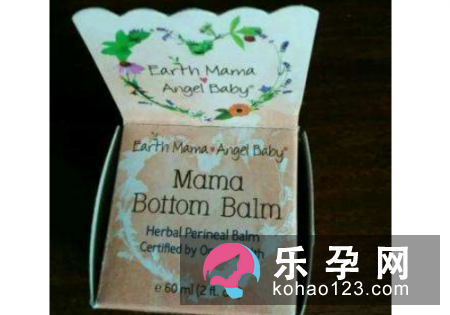 Earth Mama
Angel Baby®
Earth Mama Angel Baby®
Mama
Bottom Balm
Herbal Perineal Balm
Certified by
e 60 ml (2 fl.
乐孕网
kohao123.com